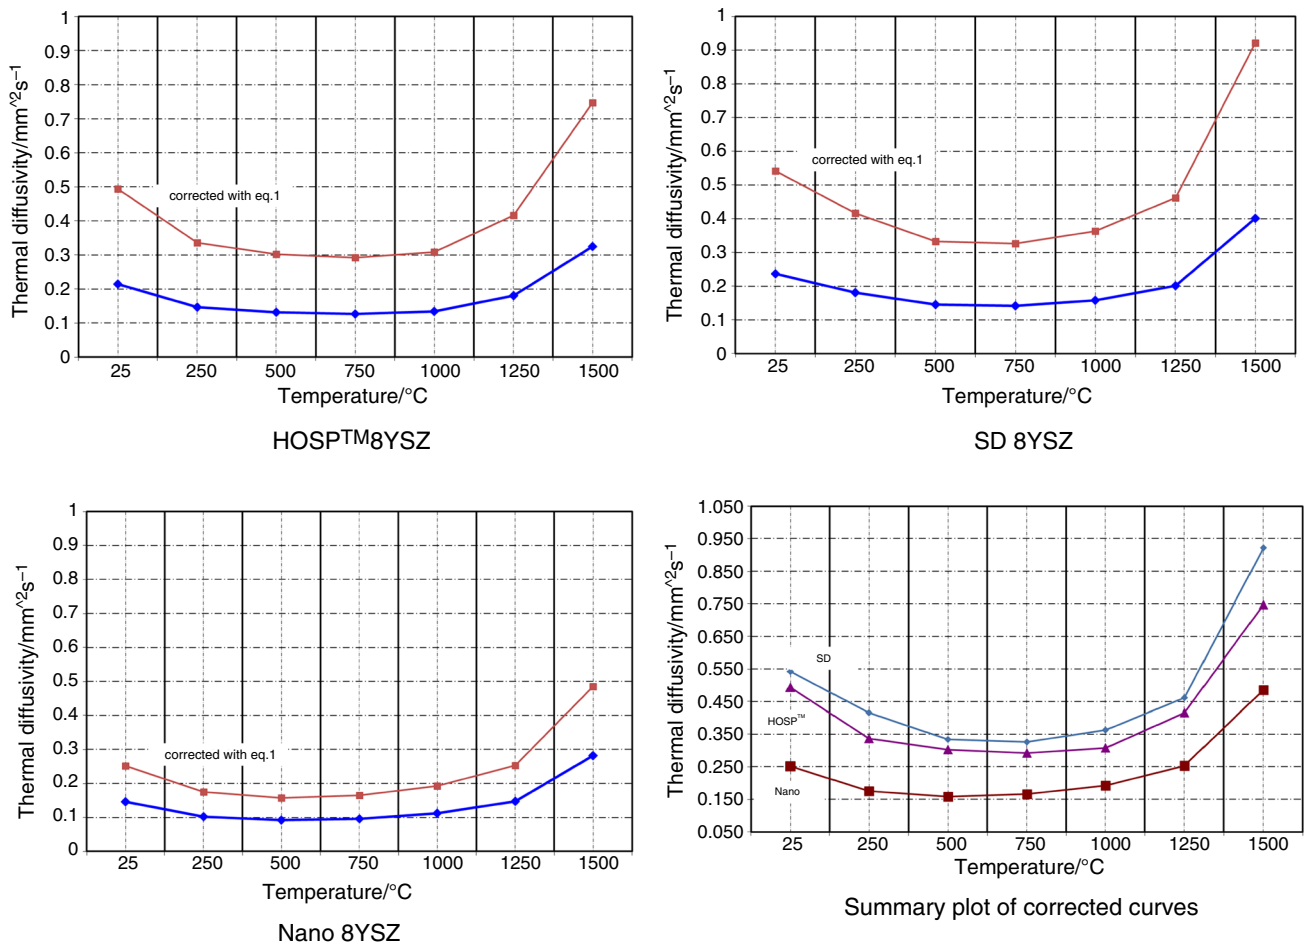 Thermal diffusivity/mm^2s–1
1
0.9
0.8
0.7
0.6
0.5
0.4
0.3
0.2
0.1
0
corrected with eq.1
25 250 500 750 1000 1250 1500
Temperature/°C
HOSP™8YSZ
Thermal diffusivity/mm^2s–1
1
0.9
0.8
0.7
0.6
0.5
0.4
0.3
0.2
0.1
0
corrected with eq.1
25 250 500 750 1000 1250 1500
Temperature/°C
SD 8YSZ
Thermal diffusivity/mm^2s–1
1
0.9
0.8
0.7
0.6
0.5
0.4
0.3
0.2
0.1
0
corrected with eq.1
25 250 500 750 1000 1250 1500
Temperature/°C
Nano 8YSZ
Thermal diffusivity/mm^2s–1
1.050
0.950
0.850
0.750
0.650
0.550
0.450
0.350
0.250
0.150
0.050
SD
HOSP™
Nano
25 250 500 750 1000 1250 1500
Temperature/°C
Summary plot of corrected curves